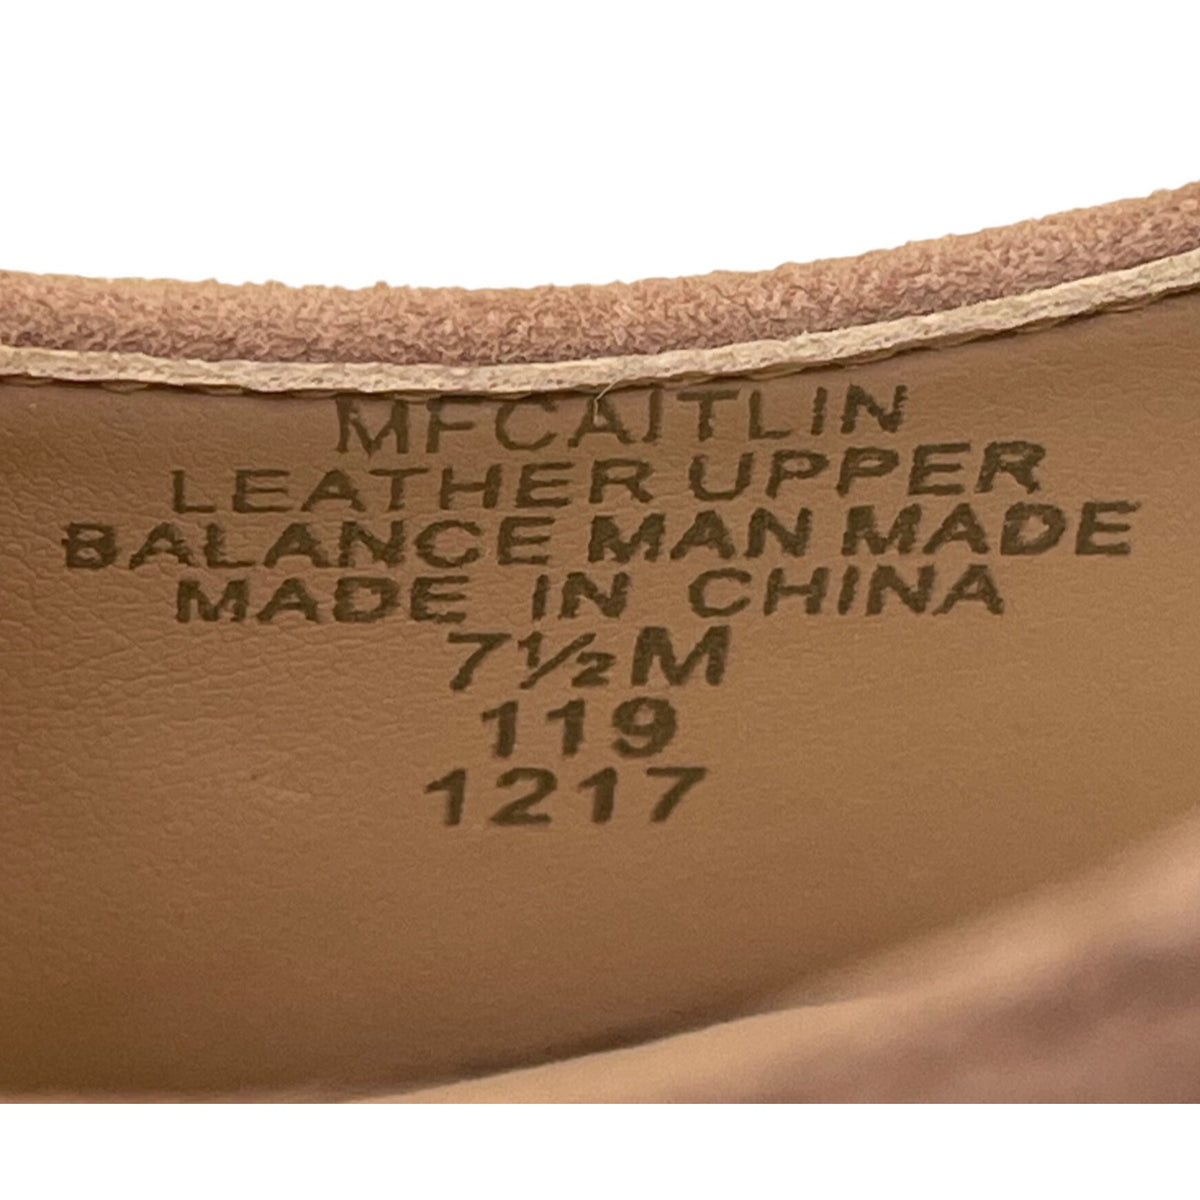 MFCAITLIN
LEATHER UPPER
BALANCE MAN MADE
MADE IN CHINA
7½M
119
1217